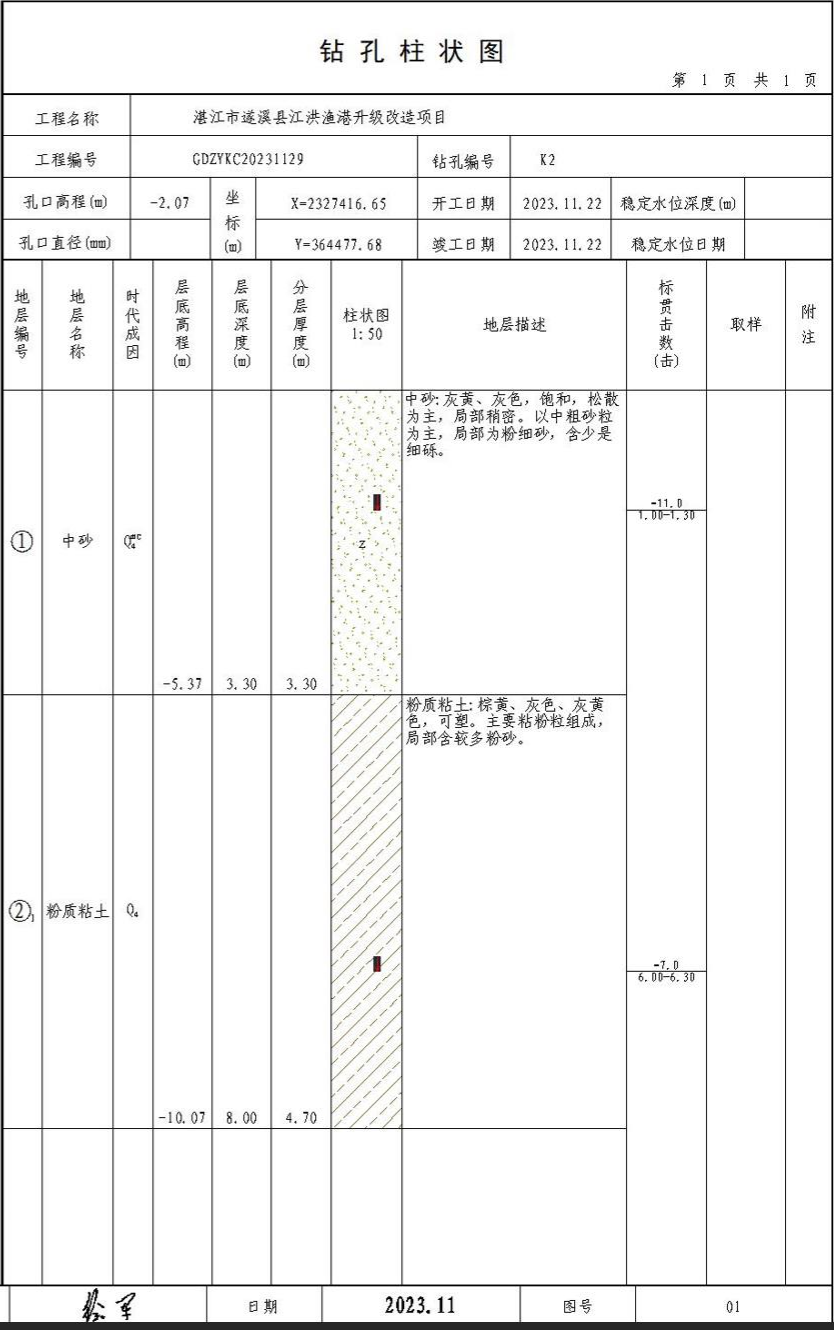 钻孔柱状图
第 1 页 共 1 页
工程名称 湛江市遂溪县江洪渔港升级改造项目
工程编号 GDZYKC20231129 钻孔编号 K2
孔口高程(m) -2.07 坐标(m) X=2327416.65 开工日期 2023.11.22 稳定水位深度(m)
孔口直径(mm) Y=364477.68 竣工日期 2023.11.22 稳定水位日期
地层编号 地层名称 时代成因 层底高程(m) 层底深度(m) 分层厚度(m) 柱状图 1:50 地层描述 标贯击数(击) 取样 附注
中砂:灰黄、灰色,饱和,松散
为主,局部稍密。以中粗砂粒
为主,局部为粉细砂,含少是
细砾。
-11.0
1.00-1.30
① 中砂 Q₄ᵐᶜ z
-5.37 3.30 3.30
粉质粘土:棕黄、灰色、灰黄
色,可塑。主要粘粉粒组成,
局部含较多粉砂。
②₁ 粉质粘土 Q₄
-7.0
6.00-6.30
-10.07 8.00 4.70
日期 2023.11 图号 01